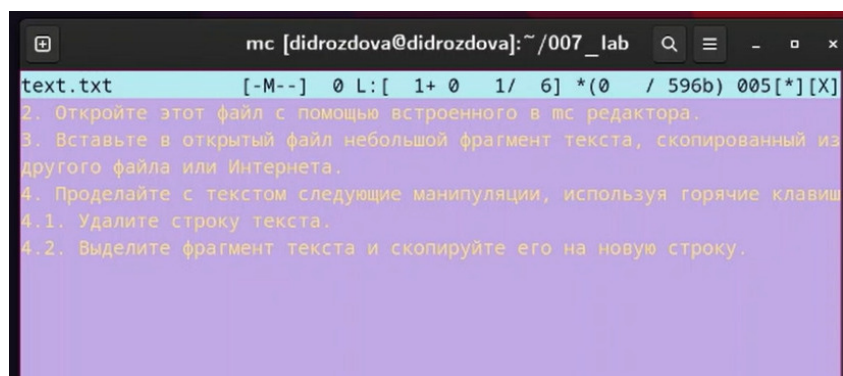 mc [didrozdova@didrozdova]:~/007_lab
text.txt [-M--] 0 L:[ 1+ 0 1/ 6] *(0 / 596b) 005[*][X]
2. Откройте этот файл с помощью встроенного в mc редактора.
3. Вставьте в открытый файл небольшой фрагмент текста, скопированный из
другого файла или Интернета.
4. Проделайте с текстом следующие манипуляции, используя горячие клавиш
4.1. Удалите строку текста.
4.2. Выделите фрагмент текста и скопируйте его на новую строку.